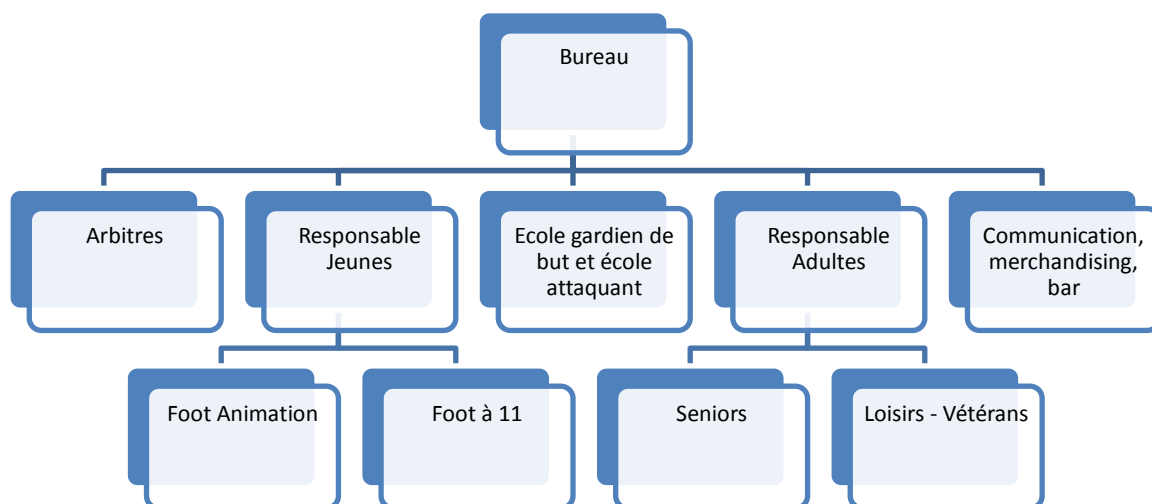 Bureau
Arbitres
Responsable
Jeunes
Ecole gardien de
but et école
attaquant
Responsable
Adultes
Communication,
merchandising,
bar
Foot Animation
Foot à 11
Seniors
Loisirs - Vétérans